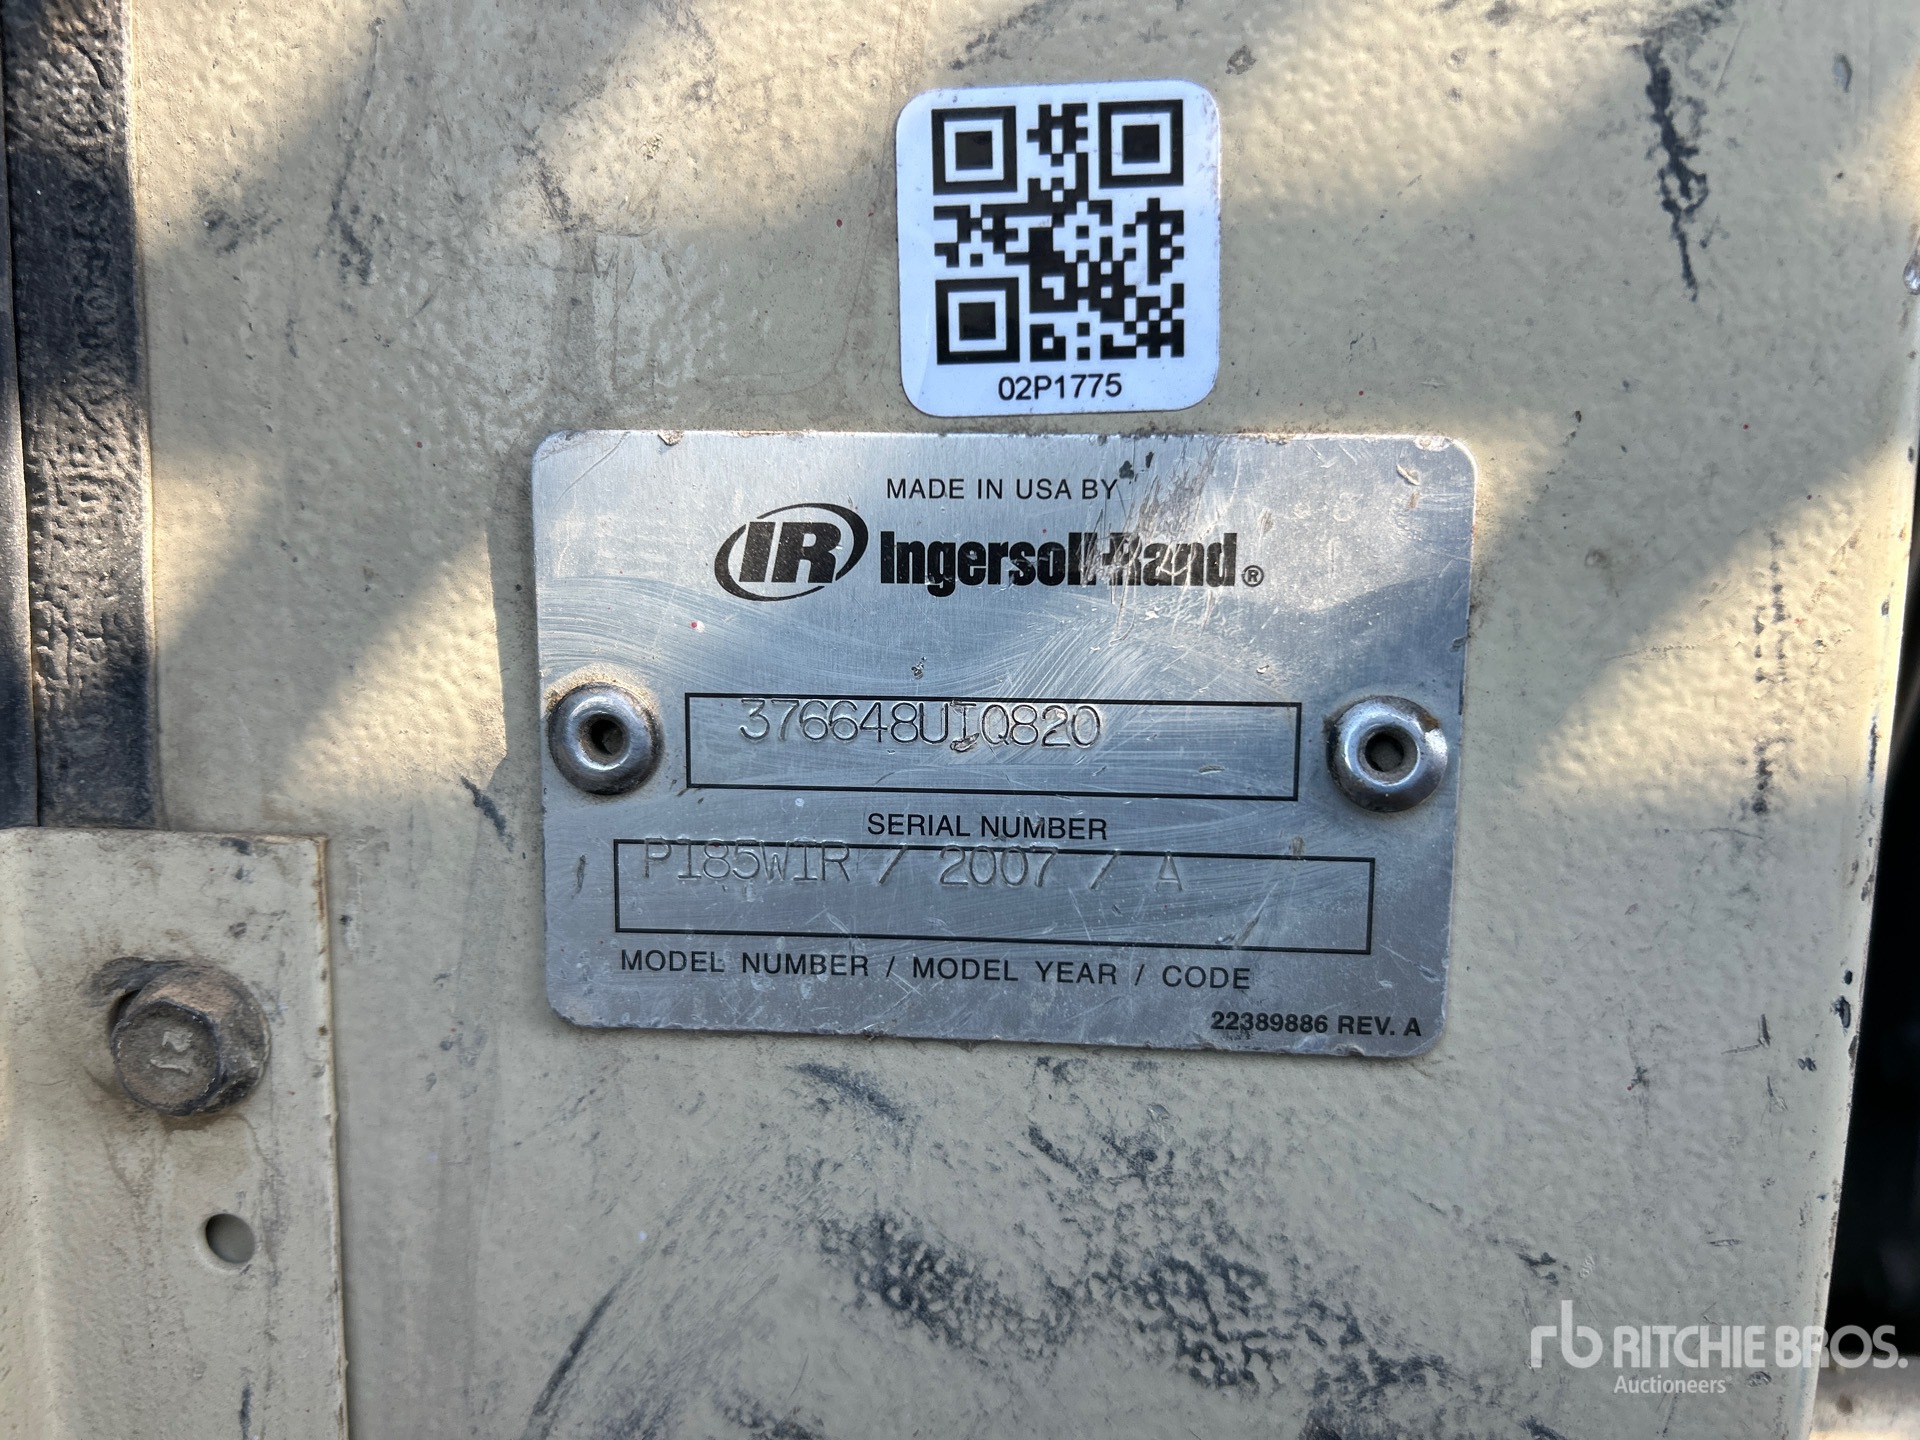 02P1775
MADE IN USA BY
IR Ingersoll-Rand®
376648UIQ820
SERIAL NUMBER
P185WIR / 2007 / A
MODEL NUMBER / MODEL YEAR / CODE
22389886 REV. A
rb RITCHIE BROS.
Auctioneers